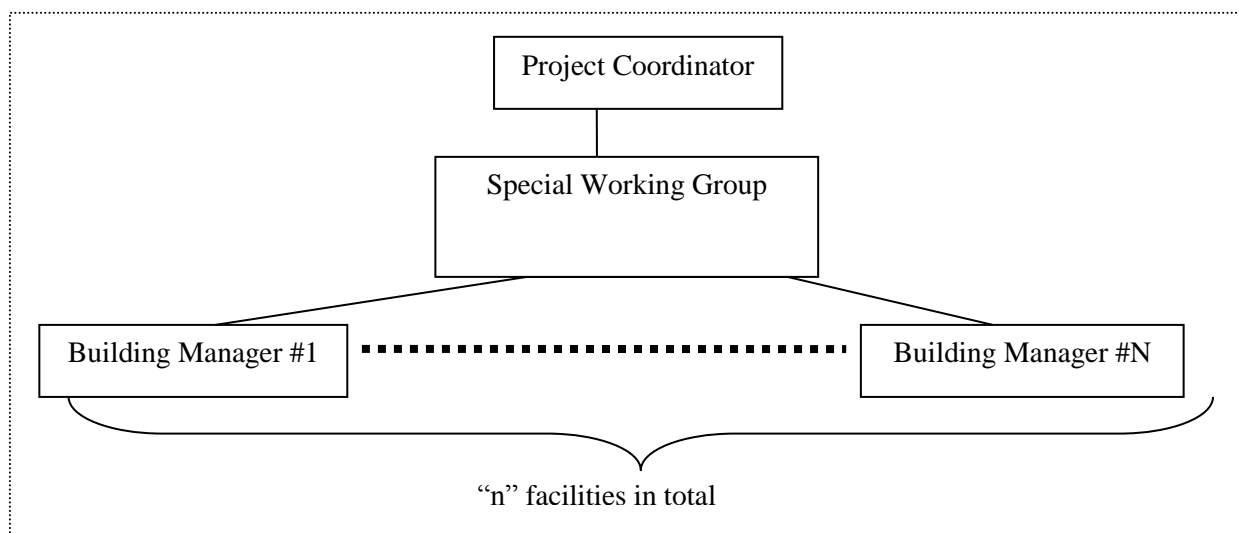 Project Coordinator
Special Working Group
Building Manager #1
Building Manager #N
“n” facilities in total